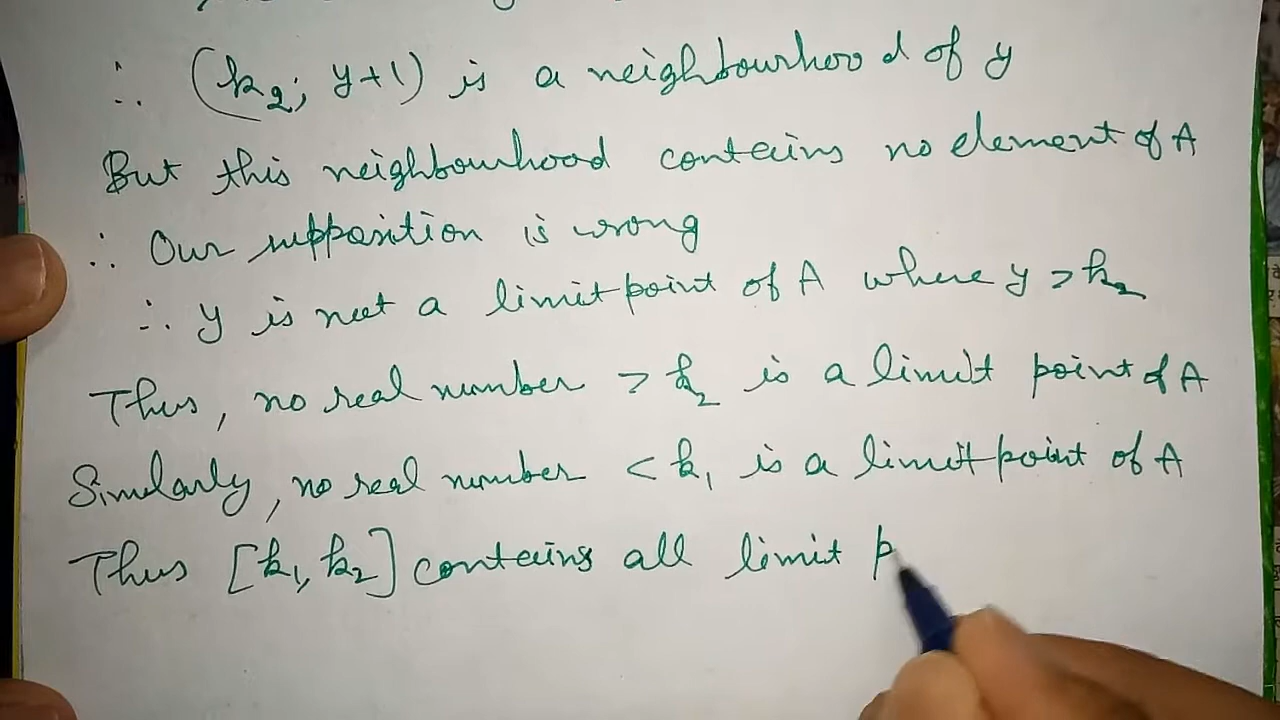 ∴ (k₂, y+1) is a neighbourhood of y
But this neighbourhood contains no element of A
∴ Our supposition is wrong
∴ y is not a limit point of A where y > k₂
Thus, no real number > k₂ is a limit point of A
Similarly, no real number < k₁ is a limit point of A
Thus [k₁, k₂] contains all limit p